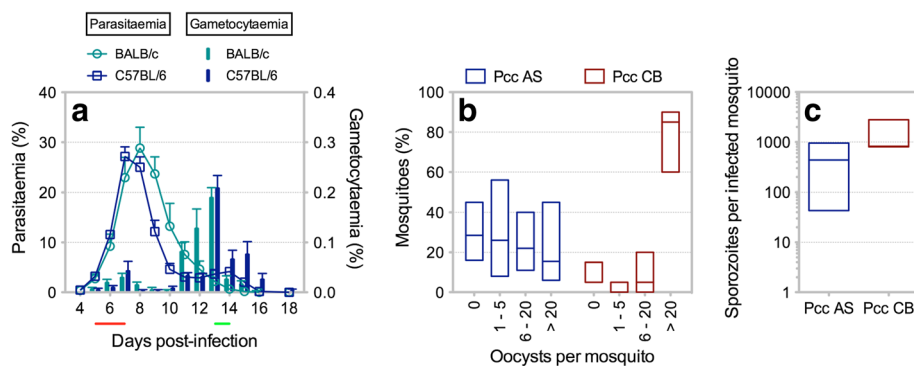 Parasitaemia Gametocytaemia
BALB/c BALB/c
C57BL/6 C57BL/6
a
Parasitaemia (%)
40
30
20
10
0
0.4
0.3
0.2
0.1
0.0
Gametocytaemia (%)
4 6 8 10 12 14 16 18
Days post-infection
Pcc AS Pcc CB
b
Mosquitoes (%)
100
80
60
40
20
0
0 1 - 5 6 - 20 > 20 0 1 - 5 6 - 20 > 20
Oocysts per mosquito
c
Sporozoites per infected mosquito
10000
1000
100
10
1
Pcc AS Pcc CB